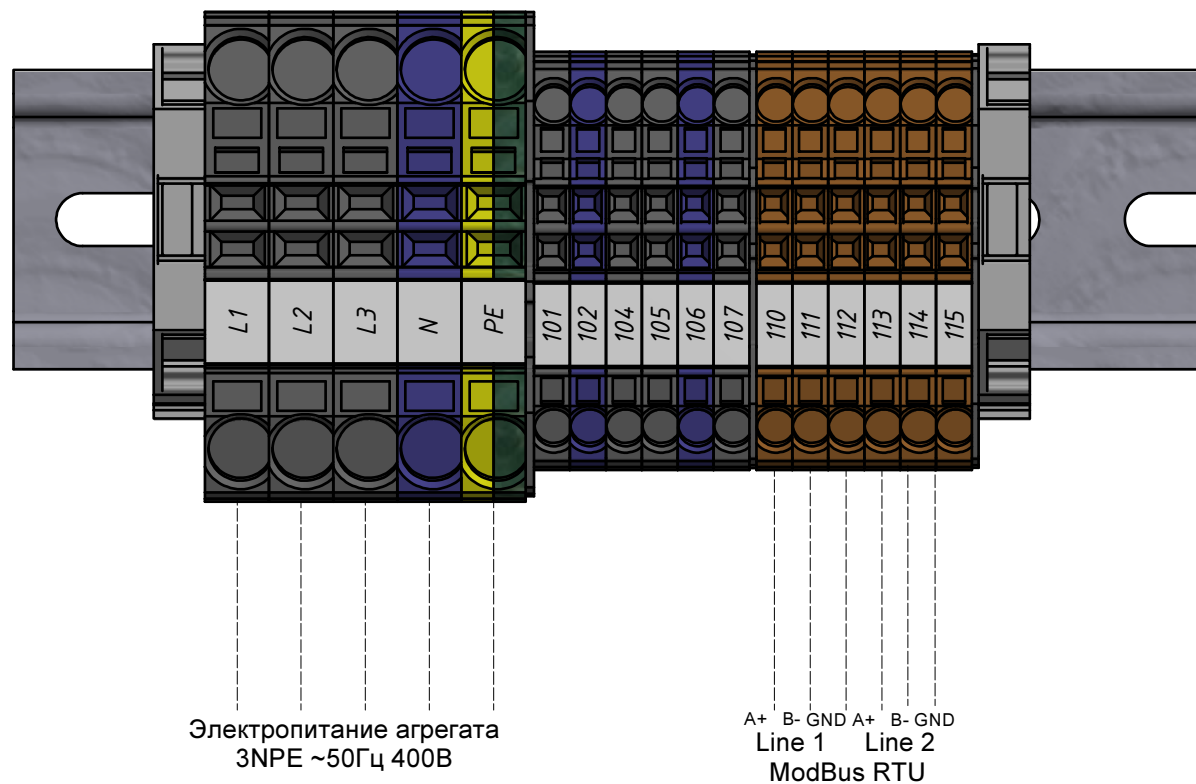 L1 L2 L3 N PE 101 102 104 105 106 107 110 111 112 113 114 115
A+ B- GND A+ B- GND
Электропитание агрегата
3NPE ~50Гц 400В
Line 1 Line 2
ModBus RTU